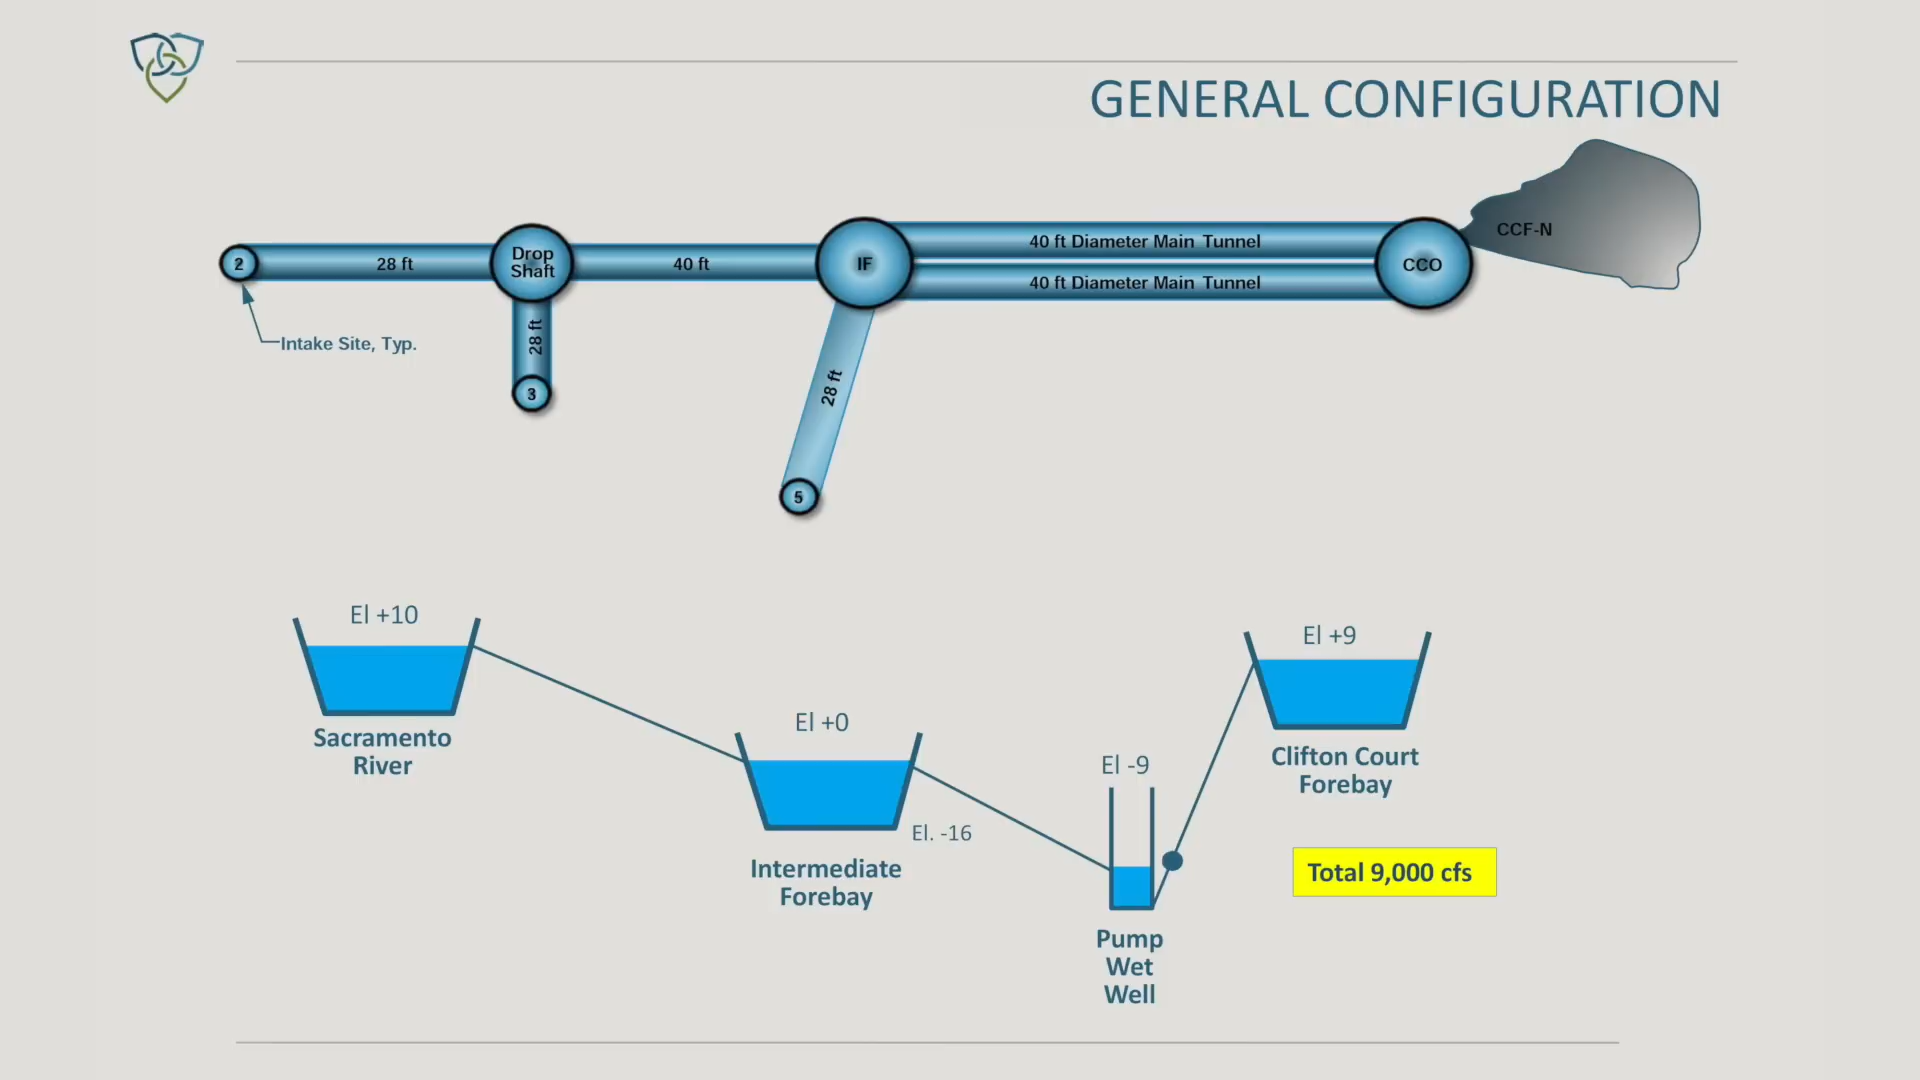 GENERAL CONFIGURATION
CCF-N
40 ft Diameter Main Tunnel
2
28 ft
Drop
Shaft
40 ft
IF
CCO
40 ft Diameter Main Tunnel
Intake Site, Typ.
28 ft
3
28 ft
5
El +10
Sacramento
River
El +0
El. -16
Intermediate
Forebay
El -9
Pump
Wet
Well
El +9
Clifton Court
Forebay
Total 9,000 cfs